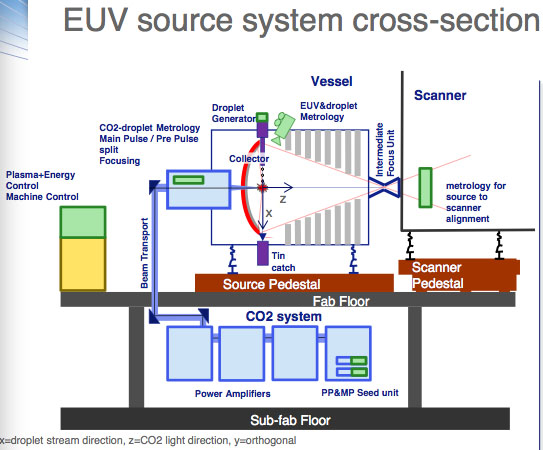 EUV source system cross-section
Vessel
Scanner
Droplet
Generator
EUV&droplet
Metrology
CO2-droplet Metrology
Main Pulse / Pre Pulse
split
Focusing
Collector
Intermediate
Focus Unit
Plasma+Energy
Control
Machine Control
Z
X
metrology for
source to
scanner
alignment
Beam Transport
Tin
catch
Source Pedestal
Scanner
Pedestal
Fab Floor
CO2 system
Power Amplifiers
PP&MP Seed unit
Sub-fab Floor
x=droplet stream direction, z=CO2 light direction, y=orthogonal